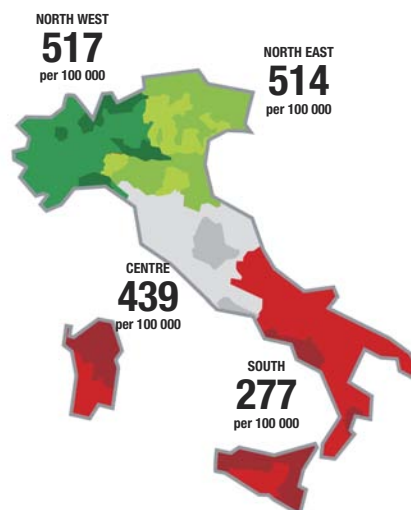 NORTH WEST
517
per 100 000
NORTH EAST
514
per 100 000
CENTRE
439
per 100 000
SOUTH
277
per 100 000